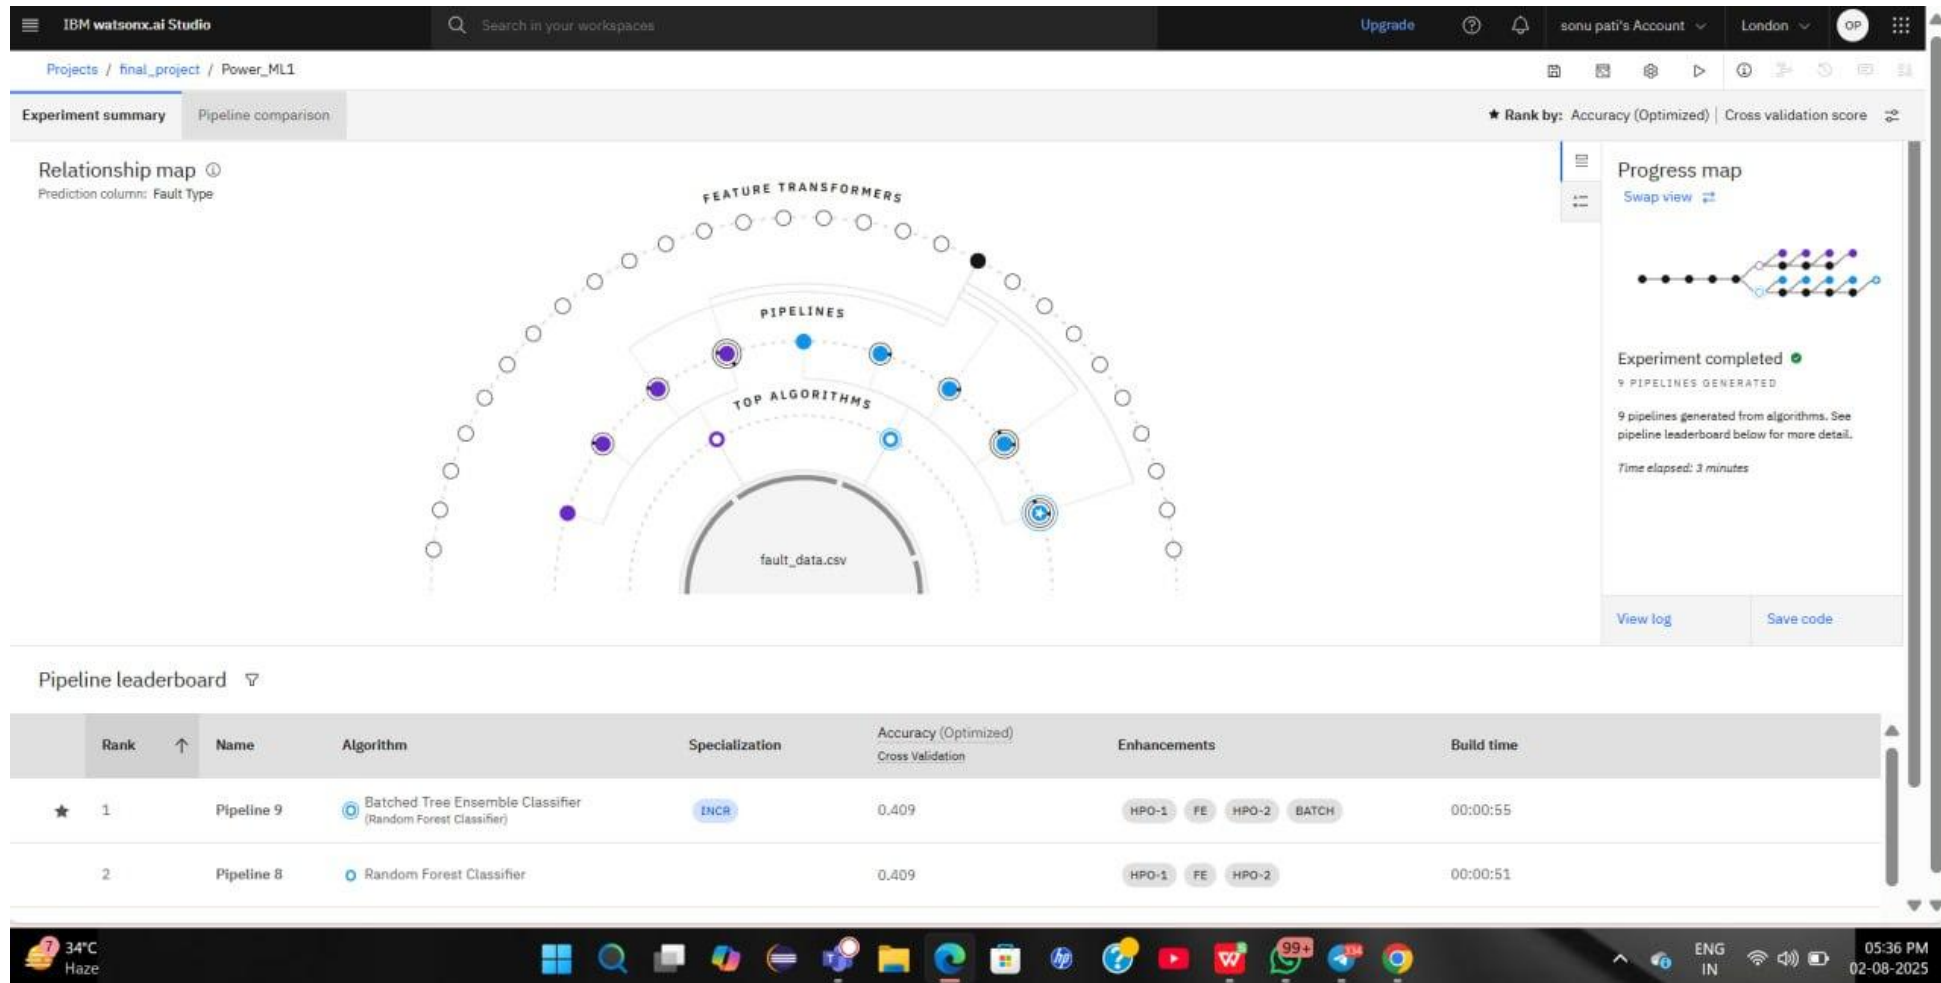 IBM watsonx.ai Studio
Search in your workspaces
Upgrade
sonu pati's Account
London
OP
Projects / final_project / Power_ML1
Experiment summary
Pipeline comparison
★ Rank by: Accuracy (Optimized) | Cross validation score
Relationship map
Prediction column: Fault Type
FEATURE TRANSFORMERS
PIPELINES
TOP ALGORITHMS
fault_data.csv
Progress map
Swap view
Experiment completed
9 PIPELINES GENERATED
9 pipelines generated from algorithms. See
pipeline leaderboard below for more detail.
Time elapsed: 3 minutes
View log
Save code
Pipeline leaderboard
Rank ↑ Name Algorithm Specialization Accuracy (Optimized) Enhancements Build time
Cross Validation
★ 1 Pipeline 9 Batched Tree Ensemble Classifier INCR 0.409 HPO-1 FE HPO-2 BATCH 00:00:55
(Random Forest Classifier)
2 Pipeline 8 Random Forest Classifier 0.409 HPO-1 FE HPO-2 00:00:51
7
34°C
Haze
hp
99+
334
ENG
IN
05:36 PM
02-08-2025